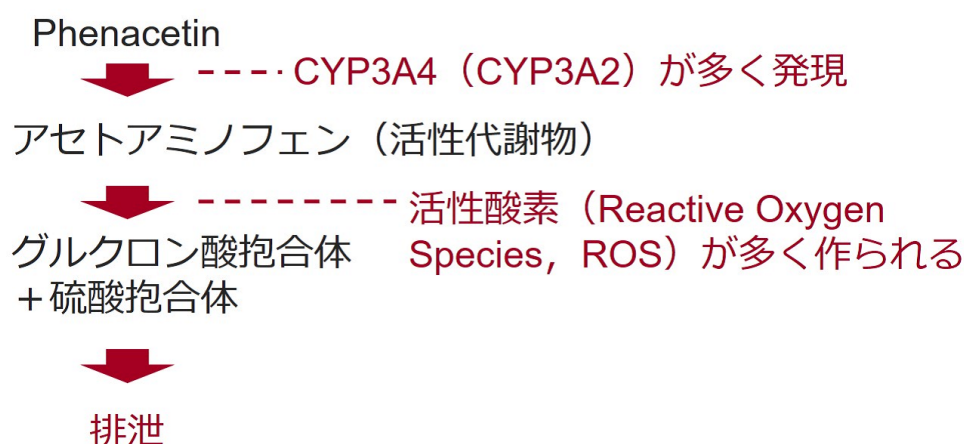 Phenacetin
CYP3A4（CYP3A2）が多く発現
アセトアミノフェン（活性代謝物）
活性酸素（Reactive Oxygen
Species，ROS）が多く作られる
グルクロン酸抱合体
＋硫酸抱合体
排泄